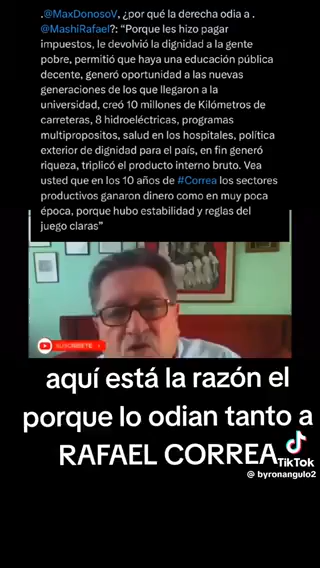 .@MaxDonosoV, ¿por qué la derecha odia a .
@MashiRafael?: “Porque les hizo pagar
impuestos, le devolvió la dignidad a la gente
pobre, permitió que haya una educación pública
decente, generó oportunidad a las nuevas
generaciones de los que llegaron a la
universidad, creó 10 millones de Kilómetros de
carreteras, 8 hidroeléctricas, programas
multipropositos, salud en los hospitales, política
exterior de dignidad para el país, en fin generó
riqueza, triplicó el producto interno bruto. Vea
usted que en los 10 años de #Correa los sectores
productivos ganaron dinero como en muy poca
época, porque hubo estabilidad y reglas del
juego claras”
SUSCRÍBETE
aquí está la razón el
porque lo odian tanto a
RAFAEL CORREA
TikTok
@ byronangulo2